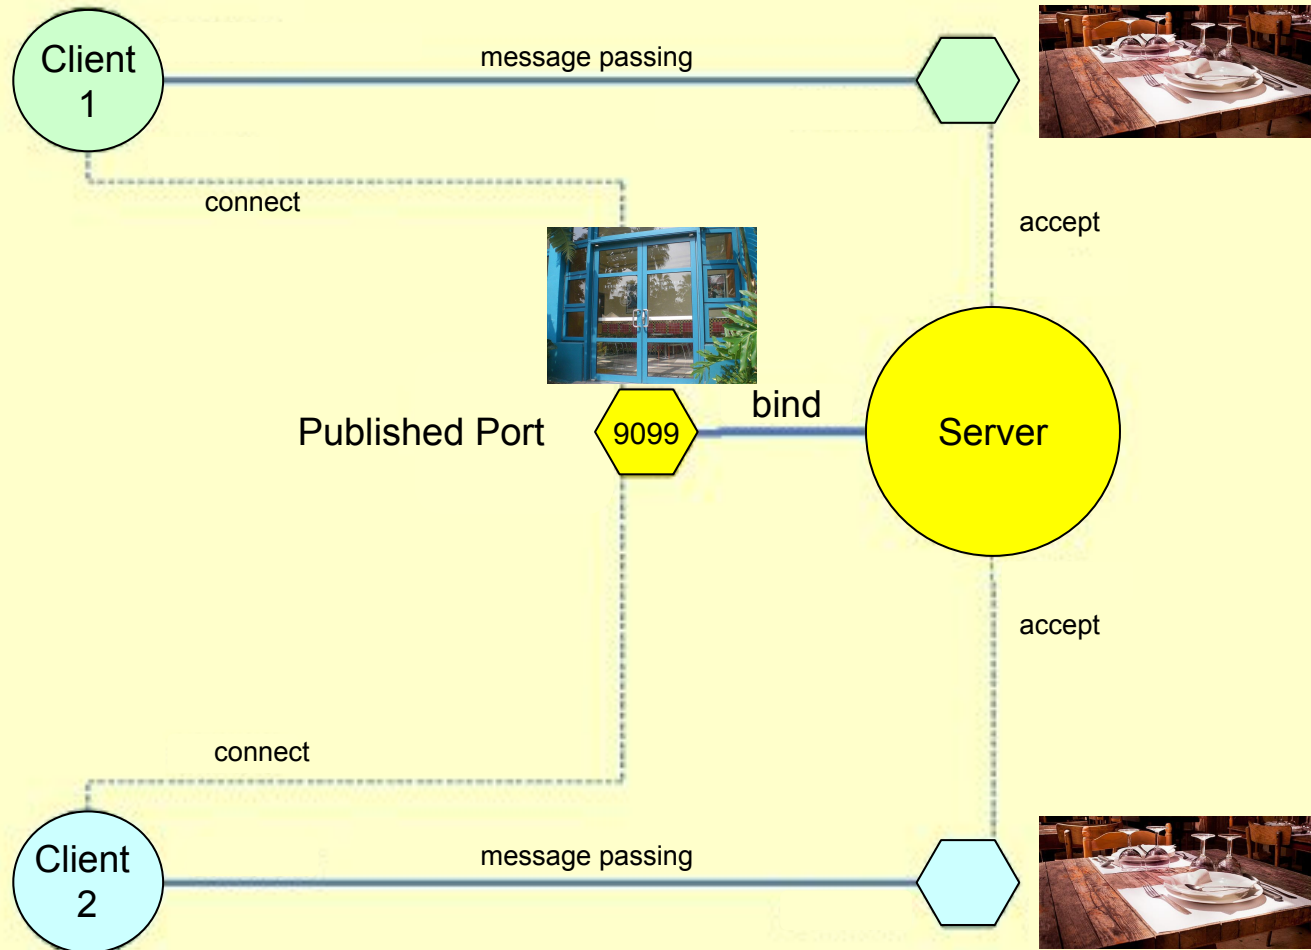 Client
1
message passing
connect
accept
Published Port
9099
bind
Server
accept
connect
Client
2
message passing